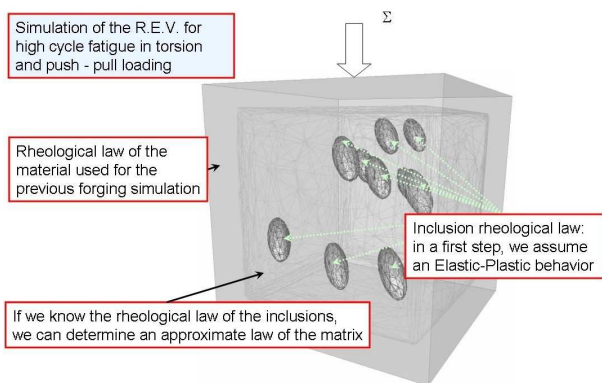 Simulation of the R.E.V. for
high cycle fatigue in torsion
and push - pull loading
Σ
Rheological law of the
material used for the
previous forging simulation
Inclusion rheological law:
in a first step, we assume
an Elastic-Plastic behavior
If we know the rheological law of the inclusions,
we can determine an approximate law of the matrix